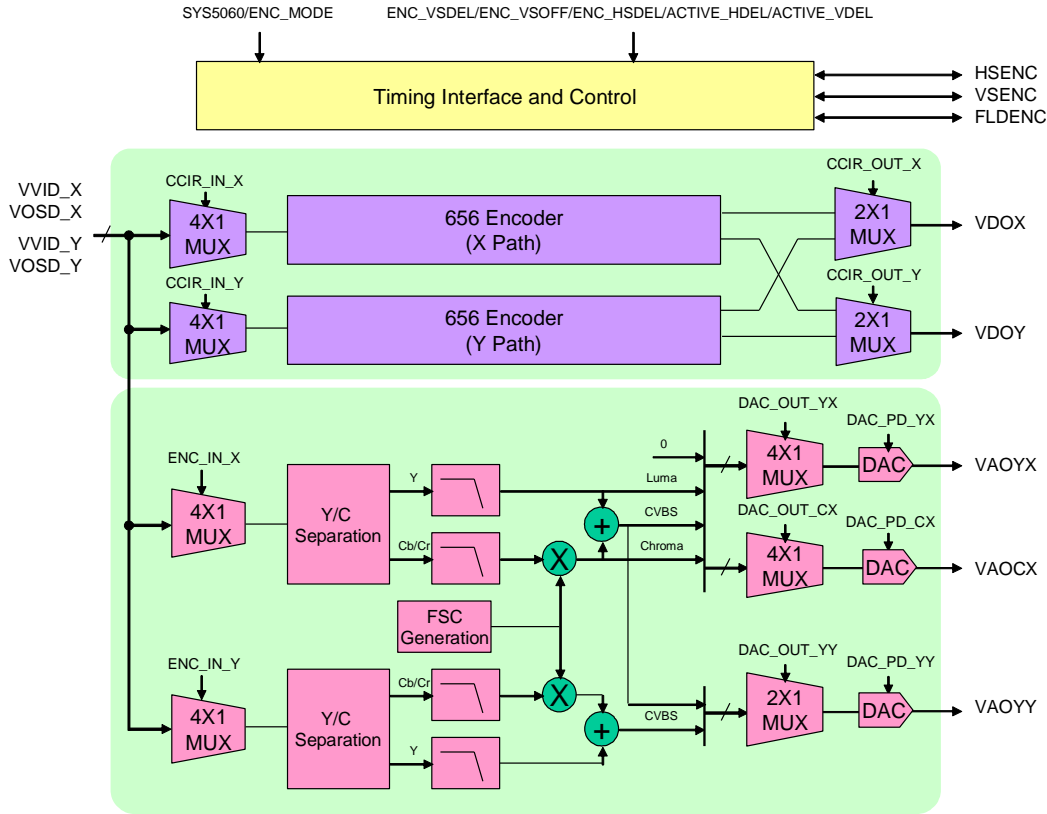 SYS5060/ENC_MODE
ENC_VSDEL/ENC_VSOFF/ENC_HSDEL/ACTIVE_HDEL/ACTIVE_VDEL
Timing Interface and Control
HSENC
VSENC
FLDENC
VVID_X
VOSD_X
VVID_Y
VOSD_Y
CCIR_IN_X
4X1
MUX
656 Encoder
(X Path)
CCIR_OUT_X
2X1
MUX
VDOX
CCIR_IN_Y
4X1
MUX
656 Encoder
(Y Path)
CCIR_OUT_Y
2X1
MUX
VDOY
ENC_IN_X
4X1
MUX
Y/C
Separation
Y
Cb/Cr
X
+
0
Luma
CVBS
Chroma
DAC_OUT_YX
4X1
MUX
DAC_PD_YX
DAC
VAOYX
DAC_OUT_CX
4X1
MUX
DAC_PD_CX
DAC
VAOCX
FSC
Generation
ENC_IN_Y
4X1
MUX
Y/C
Separation
Cb/Cr
Y
X
+
CVBS
DAC_OUT_YY
2X1
MUX
DAC_PD_YY
DAC
VAOYY